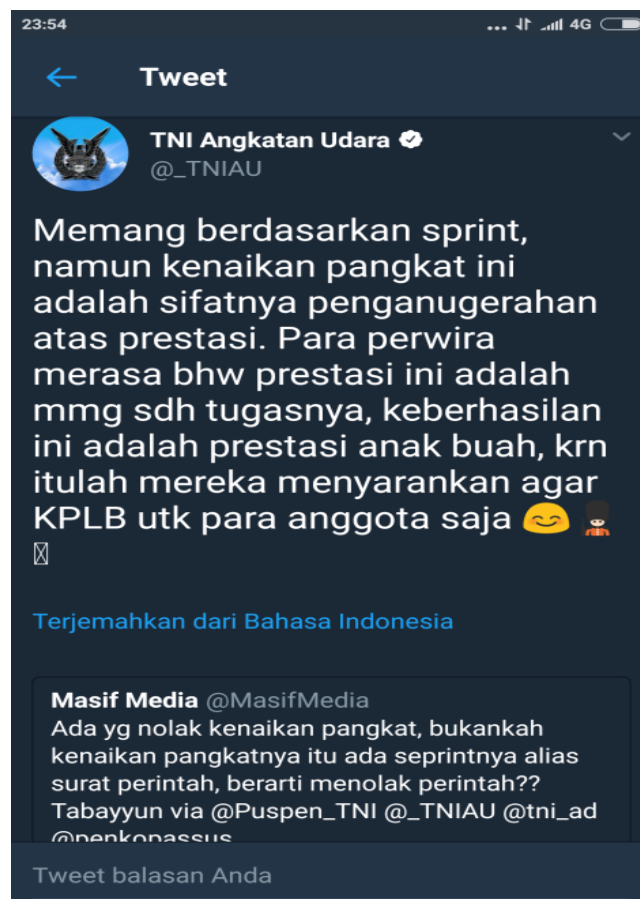 23:54
4G
Tweet
TNI Angkatan Udara
@_TNIAU
Memang berdasarkan sprint,
namun kenaikan pangkat ini
adalah sifatnya penganugerahan
atas prestasi. Para perwira
merasa bhw prestasi ini adalah
mmg sdh tugasnya, keberhasilan
ini adalah prestasi anak buah, krn
itulah mereka menyarankan agar
KPLB utk para anggota saja 😊💂
Terjemahkan dari Bahasa Indonesia
Masif Media @MasifMedia
Ada yg nolak kenaikan pangkat, bukankah
kenaikan pangkatnya itu ada seprintnya alias
surat perintah, berarti menolak perintah??
Tabayyun via @Puspen_TNI @_TNIAU @tni_ad
@penkopassus
Tweet balasan Anda